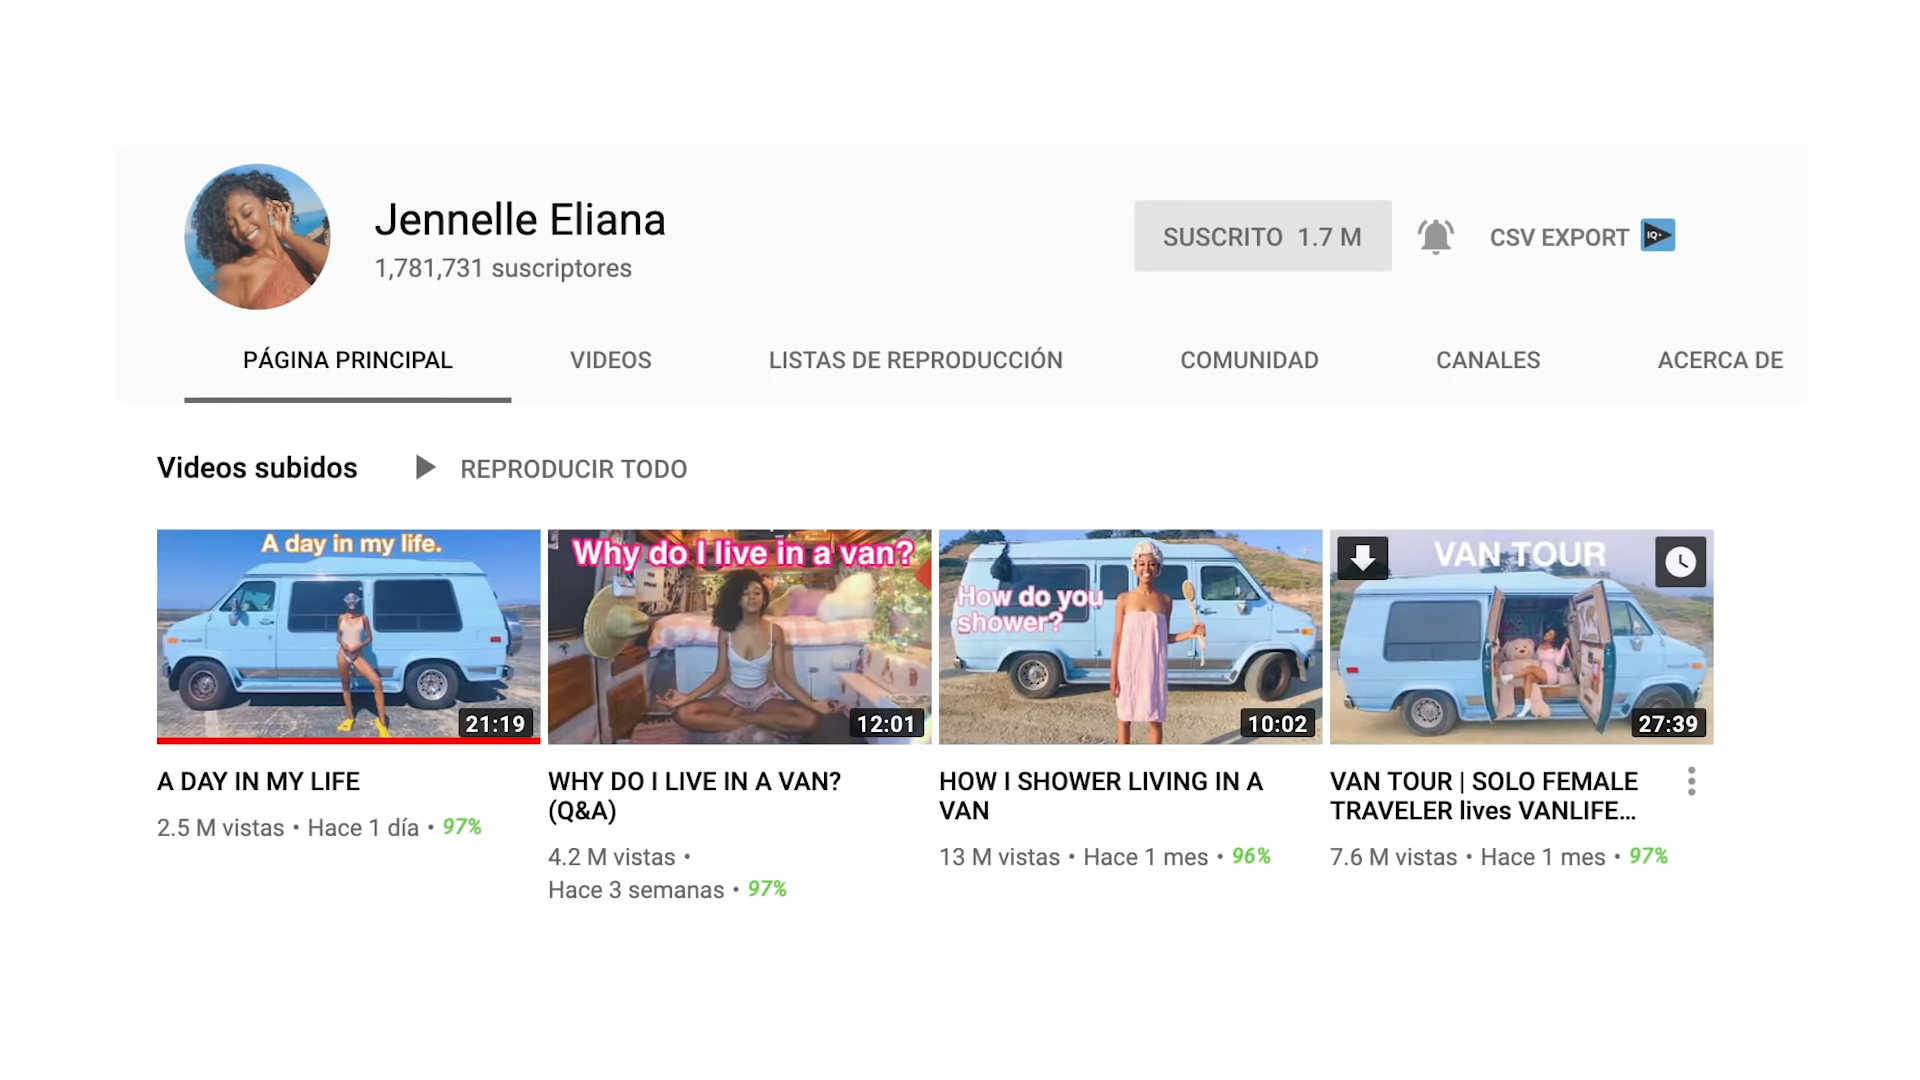 Jennelle Eliana
1,781,731 suscriptores
SUSCRITO 1.7 M
CSV EXPORT
IQ
PÁGINA PRINCIPAL
VIDEOS
LISTAS DE REPRODUCCIÓN
COMUNIDAD
CANALES
ACERCA DE
Videos subidos
REPRODUCIR TODO
A day in my life.
21:19
A DAY IN MY LIFE
2.5 M vistas • Hace 1 día • 97%
Why do I live in a van?
12:01
WHY DO I LIVE IN A VAN?
(Q&A)
4.2 M vistas •
Hace 3 semanas • 97%
How do you
shower?
10:02
HOW I SHOWER LIVING IN A
VAN
13 M vistas • Hace 1 mes • 96%
VAN TOUR
27:39
VAN TOUR | SOLO FEMALE
TRAVELER lives VANLIFE...
7.6 M vistas • Hace 1 mes • 97%